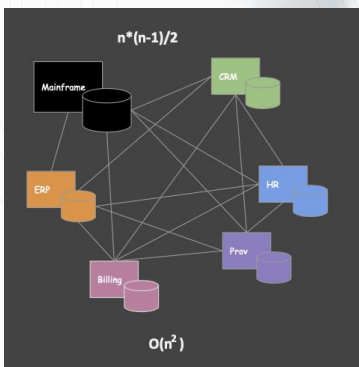 n*(n-1)/2
CRM
Mainframe
HR
ERP
Prov
Billing
O(n²)